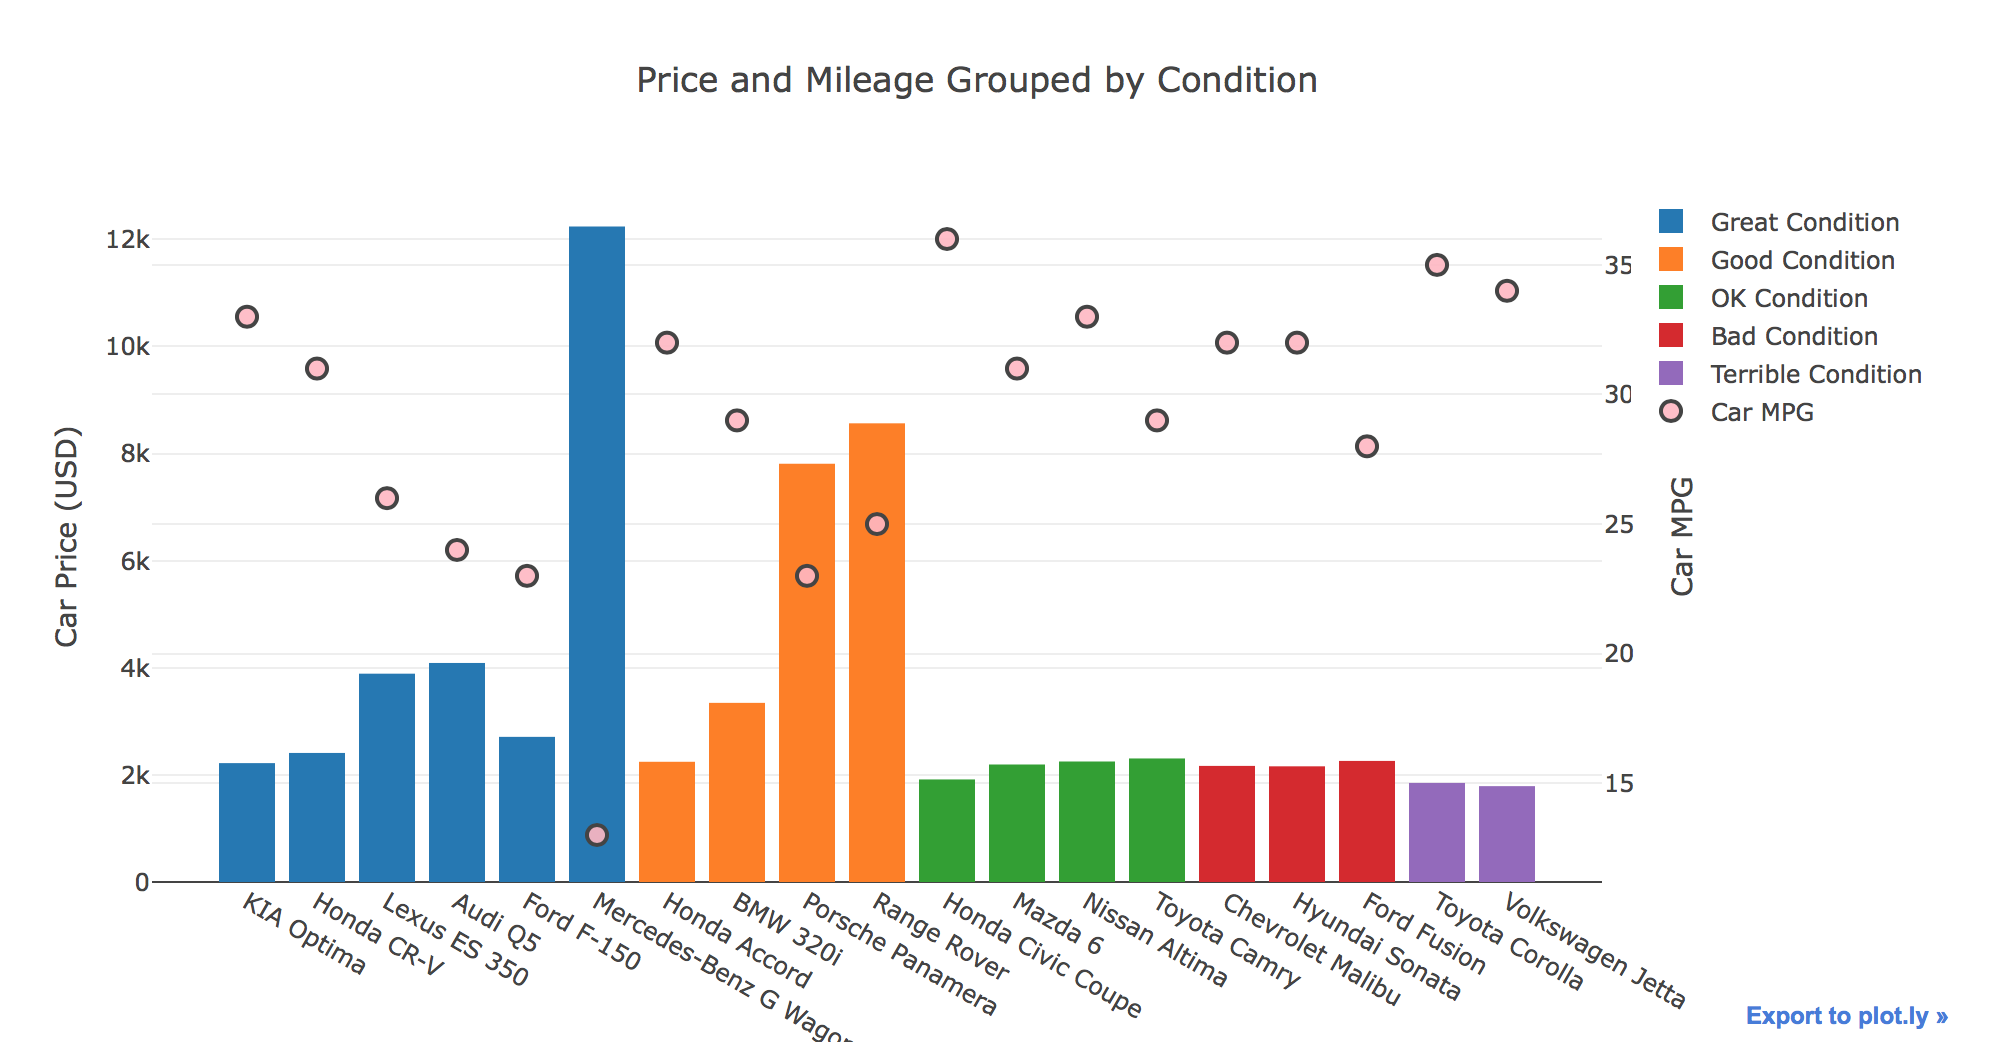 Price and Mileage Grouped by Condition
Car Price (USD)
12k
10k
8k
6k
4k
2k
0
35
30
25
20
15
Car MPG
Great Condition
Good Condition
OK Condition
Bad Condition
Terrible Condition
Car MPG
KIA Optima
Honda CR-V
Lexus ES 350
Audi Q5
Ford F-150
Mercedes-Benz G Wagon
Honda Accord
BMW 320i
Porsche Panamera
Range Rover
Honda Civic Coupe
Mazda 6
Nissan Altima
Toyota Camry
Chevrolet Malibu
Hyundai Sonata
Ford Fusion
Toyota Corolla
Volkswagen Jetta
Export to plot.ly »